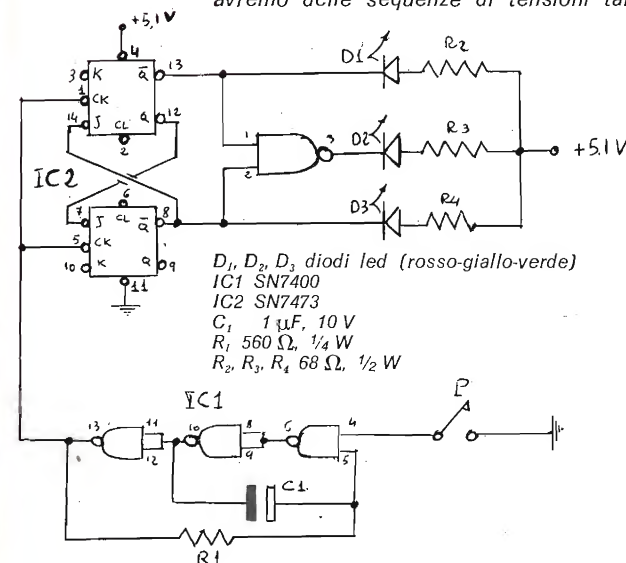 avremo delle sequenze di tensioni
+5,1V
4
3 K Q̄ 13
1 CK
14 J CL Q 12
2
IC2
6
7 J CL Q̄ 8
5 CK
10 K Q 9
11
1
2
3
D1
R2
D2
R3
+5,1V
D3
R4
D₁, D₂, D₃ diodi led (rosso-giallo-verde)
IC1 SN7400
IC2 SN7473
C₁ 1 µF, 10 V
R₁ 560 Ω, ¼ W
R₂, R₃, R₄ 68 Ω, ½ W
IC1
13
11
12
10
8
9
6
4
5
P
C1
R1